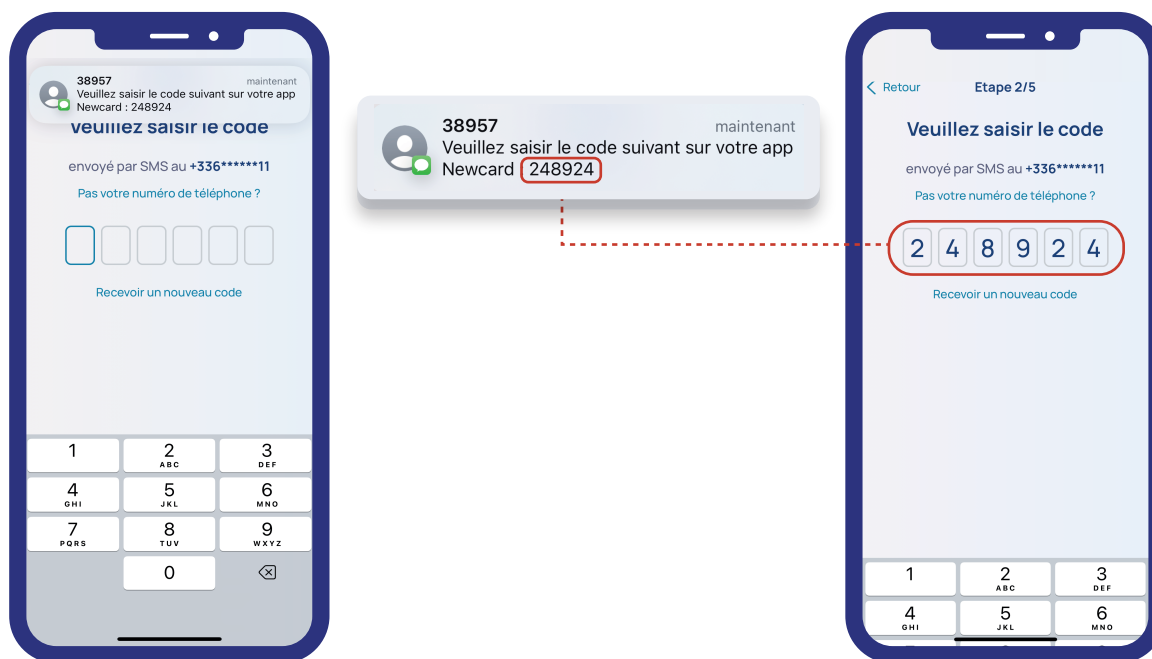 38957
maintenant
Veuillez saisir le code suivant sur votre app
Newcard : 248924
Veuillez saisir le code
envoyé par SMS au +336******11
Pas votre numéro de téléphone ?
Recevoir un nouveau code
1
2
ABC
3
DEF
4
GHI
5
JKL
6
MNO
7
PQRS
8
TUV
9
WXYZ
0
38957
maintenant
Veuillez saisir le code suivant sur votre app
Newcard 248924
Retour
Etape 2/5
Veuillez saisir le code
envoyé par SMS au +336******11
Pas votre numéro de téléphone ?
2 4 8 9 2 4
Recevoir un nouveau code
1
2
ABC
3
DEF
4
GHI
5
JKL
6
MNO